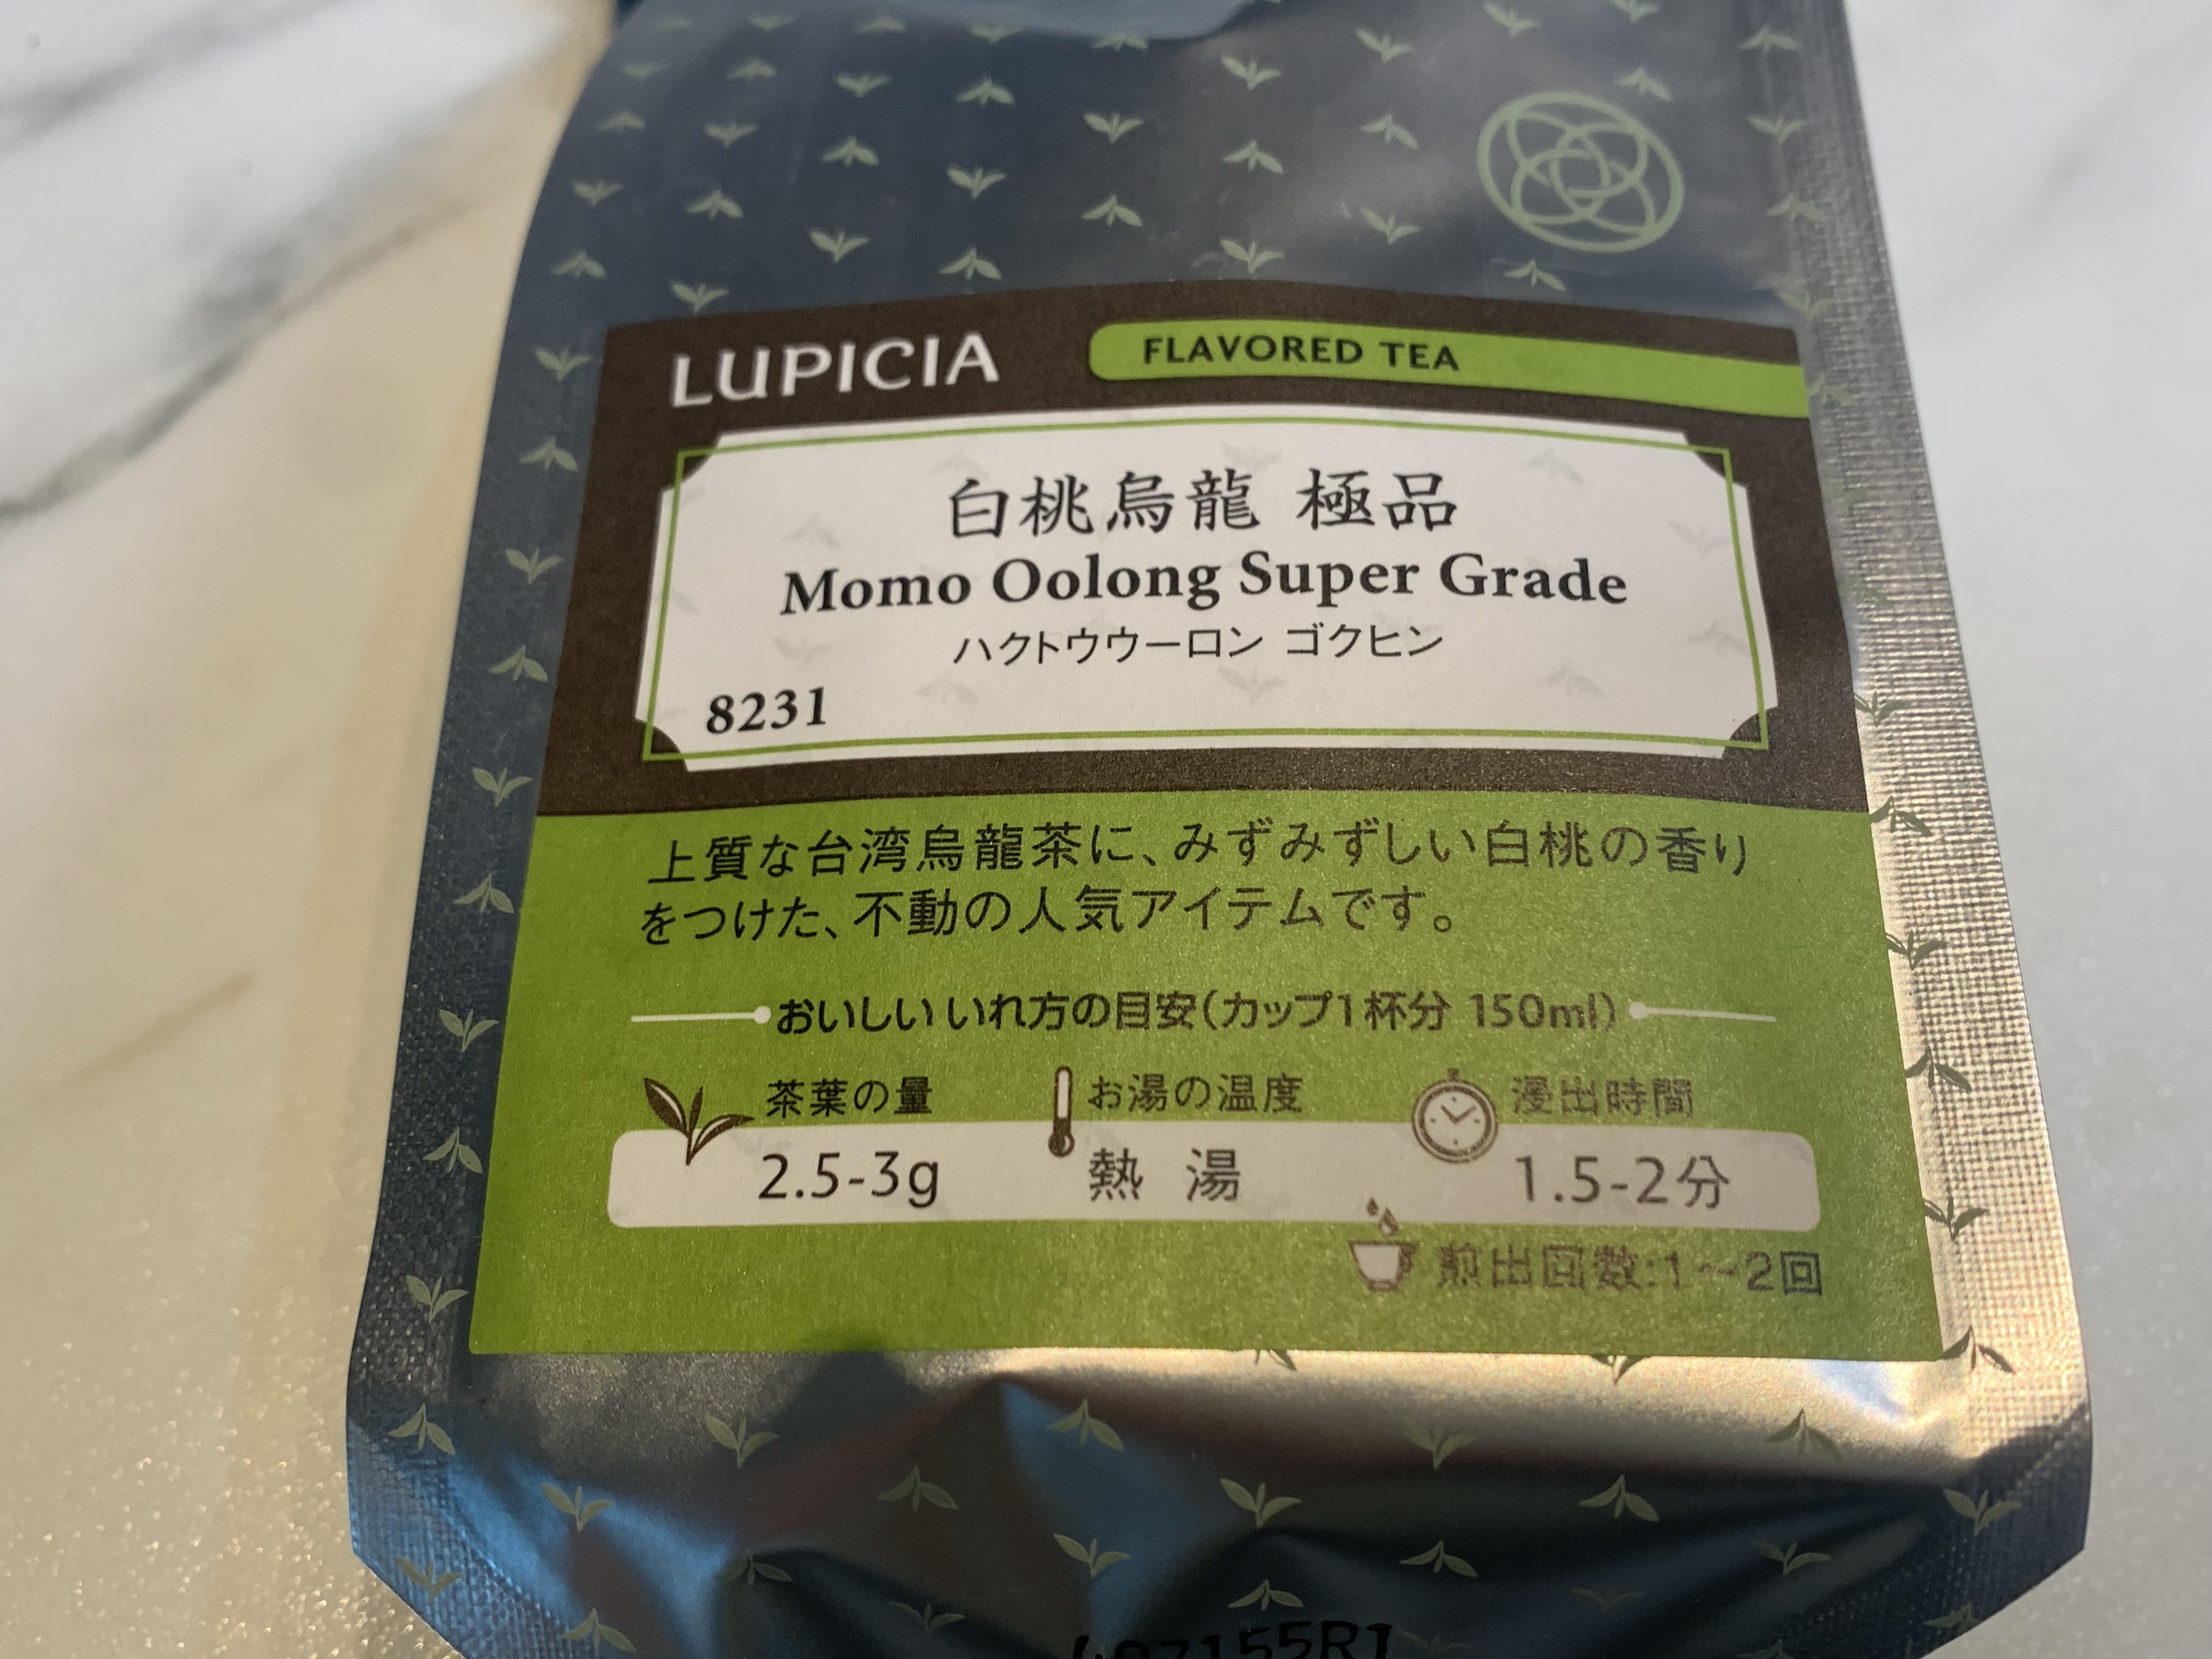 LUPICIA
FLAVORED TEA
白桃烏龍 極品
Momo Oolong Super Grade
ハクトウウーロン ゴクヒン
8231
上質な台湾烏龍茶に、みずみずしい白桃の香り
をつけた、不動の人気アイテムです。
おいしいいれ方の目安(カップ1杯分 150ml)
茶葉の量 お湯の温度 浸出時間
2.5-3g 熱 湯 1.5-2分
煎出回数:1〜2回